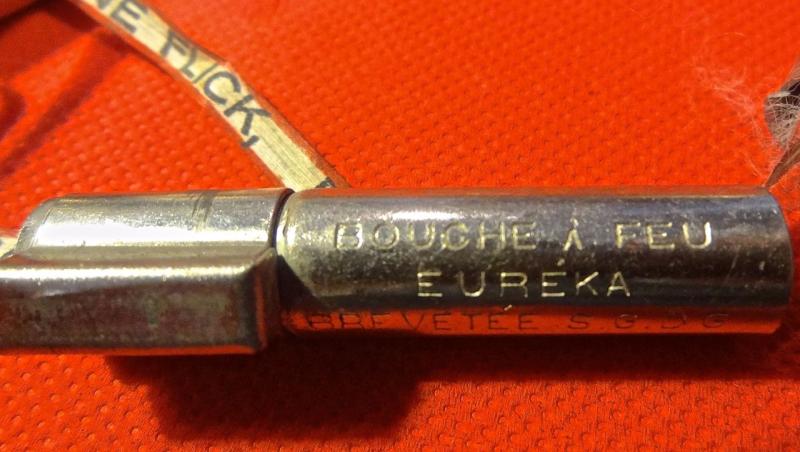 NE FLICK,
BOUCHE À FEU
EURÉKA
BREVETÉE S.G.D.G